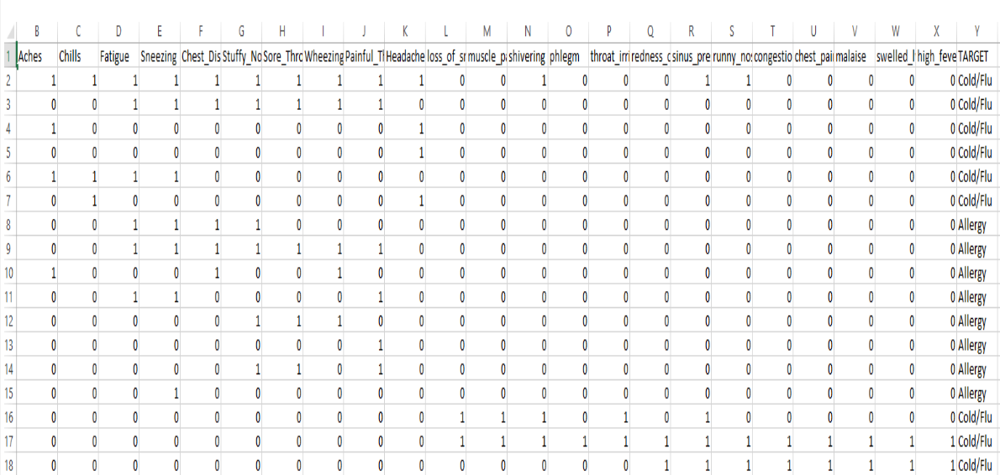 B C D E F G H I J K L M N O P Q R S T U V W X Y
1 Aches Chills Fatigue Sneezing Chest_Dis Stuffy_No Sore_Thrc Wheezing Painful_Tl Headache loss_of_sr muscle_p shivering phlegm throat_irri redness_c sinus_pre runny_no congestio chest_pai malaise swelled_l high_feve TARGET
2 1 1 1 1 1 1 1 1 1 1 0 0 1 0 0 0 1 1 0 0 0 0 0 Cold/Flu
3 0 0 1 1 1 1 1 1 1 0 0 0 0 0 0 0 0 0 0 0 0 0 0 Cold/Flu
4 1 0 0 0 0 0 0 0 0 1 0 0 0 0 0 0 0 0 0 0 0 0 0 Cold/Flu
5 0 0 0 0 0 0 0 0 0 1 0 0 0 0 0 0 0 0 0 0 0 0 0 Cold/Flu
6 1 1 1 1 0 0 0 0 0 0 0 0 0 0 0 0 0 0 0 0 0 0 0 Cold/Flu
7 0 1 0 0 0 0 0 0 0 1 0 0 0 0 0 0 0 0 0 0 0 0 0 Cold/Flu
8 0 0 1 1 1 1 0 0 0 0 0 0 0 0 0 0 0 0 0 0 0 0 0 Allergy
9 0 0 1 1 1 1 1 1 1 0 0 0 0 0 0 0 0 0 0 0 0 0 0 Allergy
10 1 0 0 0 1 0 0 1 0 0 0 0 0 0 0 0 0 0 0 0 0 0 0 Allergy
11 0 0 1 1 0 0 0 0 1 0 0 0 0 0 0 0 0 0 0 0 0 0 0 Allergy
12 0 0 0 0 0 1 1 1 0 0 0 0 0 0 0 0 0 0 0 0 0 0 0 Allergy
13 0 0 0 0 0 0 0 0 1 0 0 0 0 0 0 0 0 0 0 0 0 0 0 Allergy
14 0 0 0 0 0 1 1 0 1 0 0 0 0 0 0 0 0 0 0 0 0 0 0 Allergy
15 0 0 0 1 0 0 0 0 0 0 0 0 0 0 0 0 0 0 0 0 0 0 0 Allergy
16 0 0 0 0 0 0 0 0 0 0 1 1 1 0 1 0 1 0 0 0 0 0 0 Cold/Flu
17 0 0 0 0 0 0 0 0 0 0 1 1 1 1 1 1 1 1 1 1 1 1 1 Cold/Flu
18 0 0 0 0 0 0 0 0 0 0 0 0 0 0 0 1 1 1 1 1 1 1 1 Cold/Flu